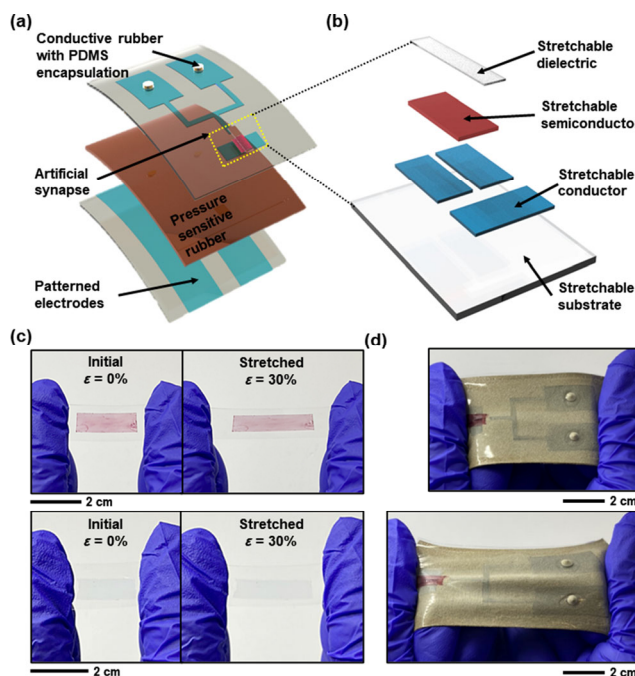 (a)
Conductive rubber
with PDMS
encapsulation
Artificial
synapse
Pressure
sensitive
rubber
Patterned
electrodes
(b)
Stretchable
dielectric
Stretchable
semiconductor
Stretchable
conductor
Stretchable
substrate
(c)
Initial
ε = 0%
Stretched
ε = 30%
2 cm
Initial
ε = 0%
Stretched
ε = 30%
2 cm
(d)
2 cm
2 cm